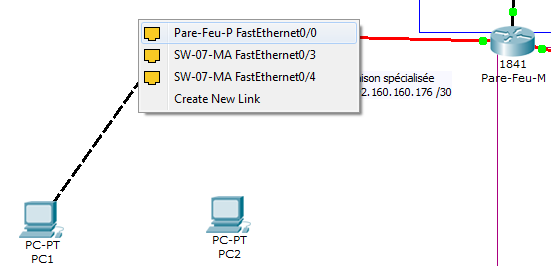 Pare-Feu-P FastEthernet0/0
SW-07-MA FastEthernet0/3
SW-07-MA FastEthernet0/4
Create New Link
1841
Pare-Feu-M
aison spécialisée
2.160.160.176 /30
PC-PT
PC1
PC-PT
PC2